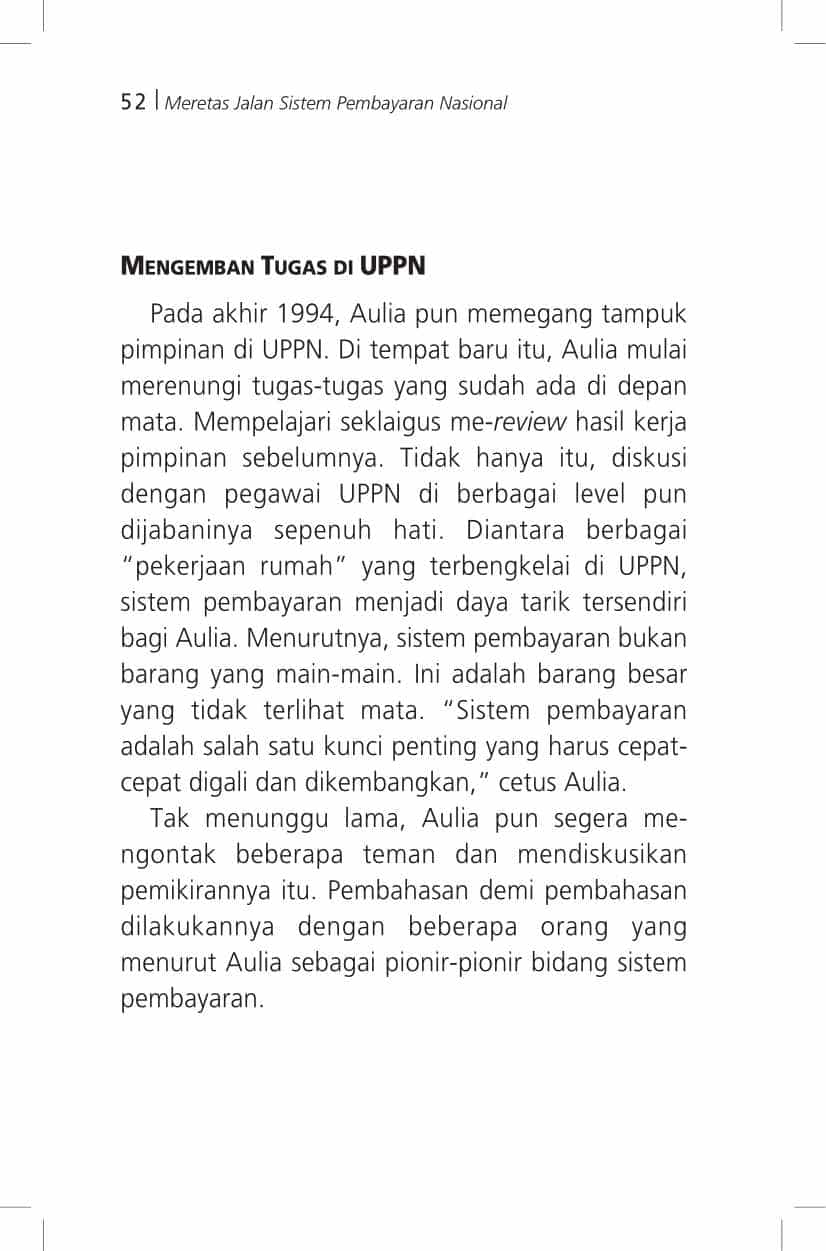 52 | Meretas Jalan Sistem Pembayaran Nasional
MENGEMBAN TUGAS DI UPPN
Pada akhir 1994, Aulia pun memegang tampuk
pimpinan di UPPN. Di tempat baru itu, Aulia mulai
merenungi tugas-tugas yang sudah ada di depan
mata. Mempelajari seklaigus me-review hasil kerja
pimpinan sebelumnya. Tidak hanya itu, diskusi
dengan pegawai UPPN di berbagai level pun
dijabaninya sepenuh hati. Diantara berbagai
“pekerjaan rumah” yang terbengkelai di UPPN,
sistem pembayaran menjadi daya tarik tersendiri
bagi Aulia. Menurutnya, sistem pembayaran bukan
barang yang main-main. Ini adalah barang besar
yang tidak terlihat mata. “Sistem pembayaran
adalah salah satu kunci penting yang harus cepat-
cepat digali dan dikembangkan,” cetus Aulia.
Tak menunggu lama, Aulia pun segera me-
ngontak beberapa teman dan mendiskusikan
pemikirannya itu. Pembahasan demi pembahasan
dilakukannya dengan beberapa orang yang
menurut Aulia sebagai pionir-pionir bidang sistem
pembayaran.